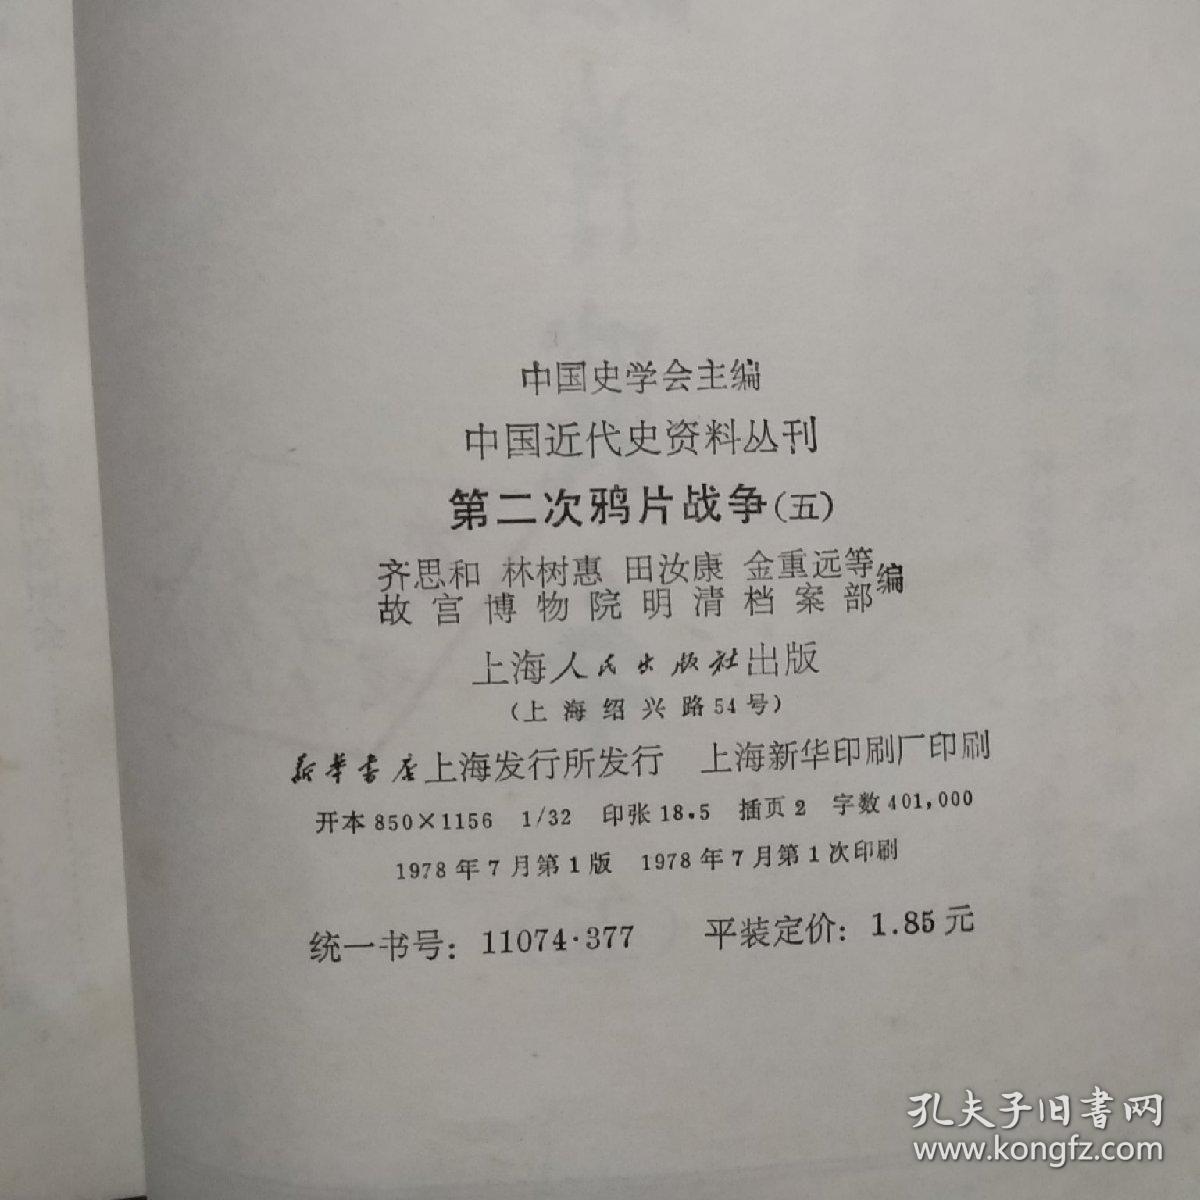 中国史学会主编
中国近代史资料丛刊
第二次鸦片战争(五)
齐思和 林树惠 田汝康 金重远等
故宫博物院明清档案部
编
上海人民出版社出版
(上海绍兴路54号)
新华书店上海发行所发行 上海新华印刷厂印刷
开本850×1156 1/32 印张18.5 插页2 字数401,000
1978年7月第1版 1978年7月第1次印刷
统一书号：11074·377 平装定价：1.85元
孔夫子旧书网
www.kongfz.com